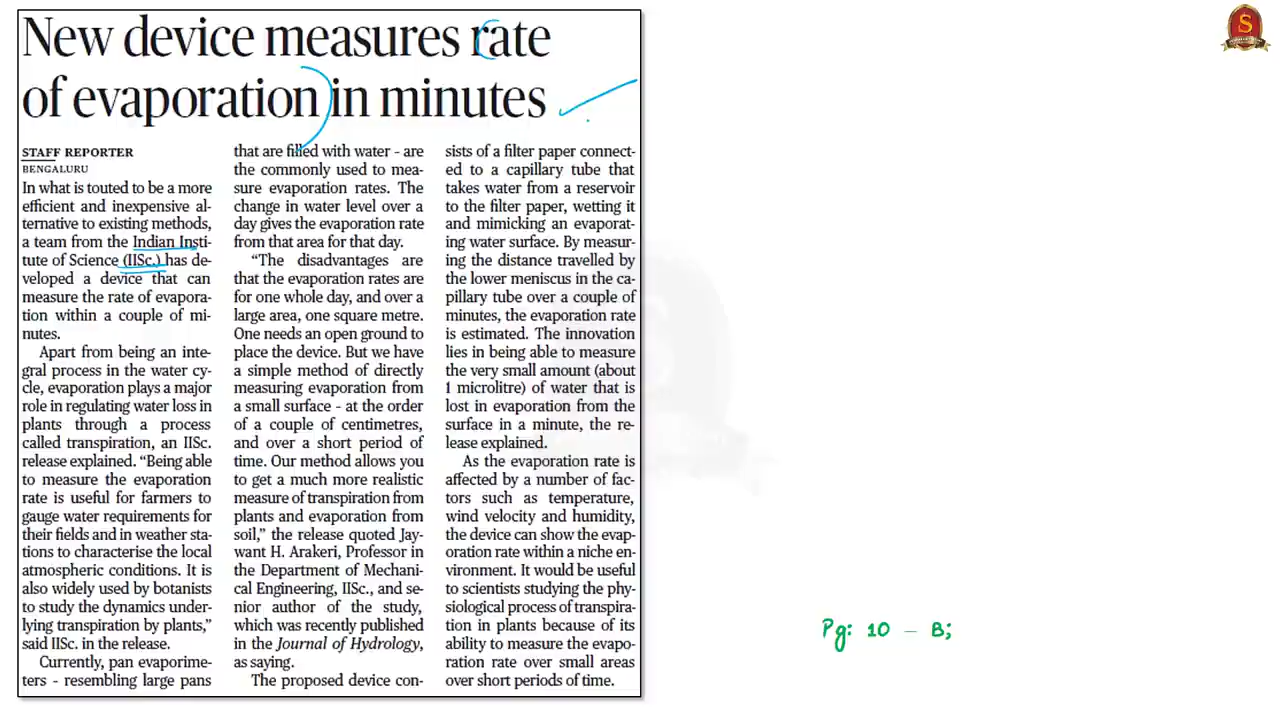 New device measures rate
of evaporation in minutes
STAFF REPORTER
BENGALURU
In what is touted to be a more
efficient and inexpensive al-
ternative to existing methods,
a team from the Indian Insti-
tute of Science (IISc.) has de-
veloped a device that can
measure the rate of evapora-
tion within a couple of mi-
nutes.
Apart from being an inte-
gral process in the water cy-
cle, evaporation plays a major
role in regulating water loss in
plants through a process
called transpiration, an IISc.
release explained. “Being able
to measure the evaporation
rate is useful for farmers to
gauge water requirements for
their fields and in weather sta-
tions to characterise the local
atmospheric conditions. It is
also widely used by botanists
to study the dynamics under-
lying transpiration by plants,”
said IISc. in the release.
Currently, pan evaporime-
ters - resembling large pans
that are filled with water - are
the commonly used to mea-
sure evaporation rates. The
change in water level over a
day gives the evaporation rate
from that area for that day.
“The disadvantages are
that the evaporation rates are
for one whole day, and over a
large area, one square metre.
One needs an open ground to
place the device. But we have
a simple method of directly
measuring evaporation from
a small surface - at the order
of a couple of centimetres,
and over a short period of
time. Our method allows you
to get a much more realistic
measure of transpiration from
plants and evaporation from
soil,” the release quoted Jay-
want H. Arakeri, Professor in
the Department of Mechani-
cal Engineering, IISc., and se-
nior author of the study,
which was recently published
in the Journal of Hydrology,
as saying.
The proposed device con-
sists of a filter paper connect-
ed to a capillary tube that
takes water from a reservoir
to the filter paper, wetting it
and mimicking an evaporat-
ing water surface. By measur-
ing the distance travelled by
the lower meniscus in the ca-
pillary tube over a couple of
minutes, the evaporation rate
is estimated. The innovation
lies in being able to measure
the very small amount (about
1 microlitre) of water that is
lost in evaporation from the
surface in a minute, the re-
lease explained.
As the evaporation rate is
affected by a number of fac-
tors such as temperature,
wind velocity and humidity,
the device can show the evap-
oration rate within a niche en-
vironment. It would be useful
to scientists studying the phy-
siological process of transpira-
tion in plants because of its
ability to measure the evapo-
ration rate over small areas
over short periods of time.
Pg: 10 – B;
S